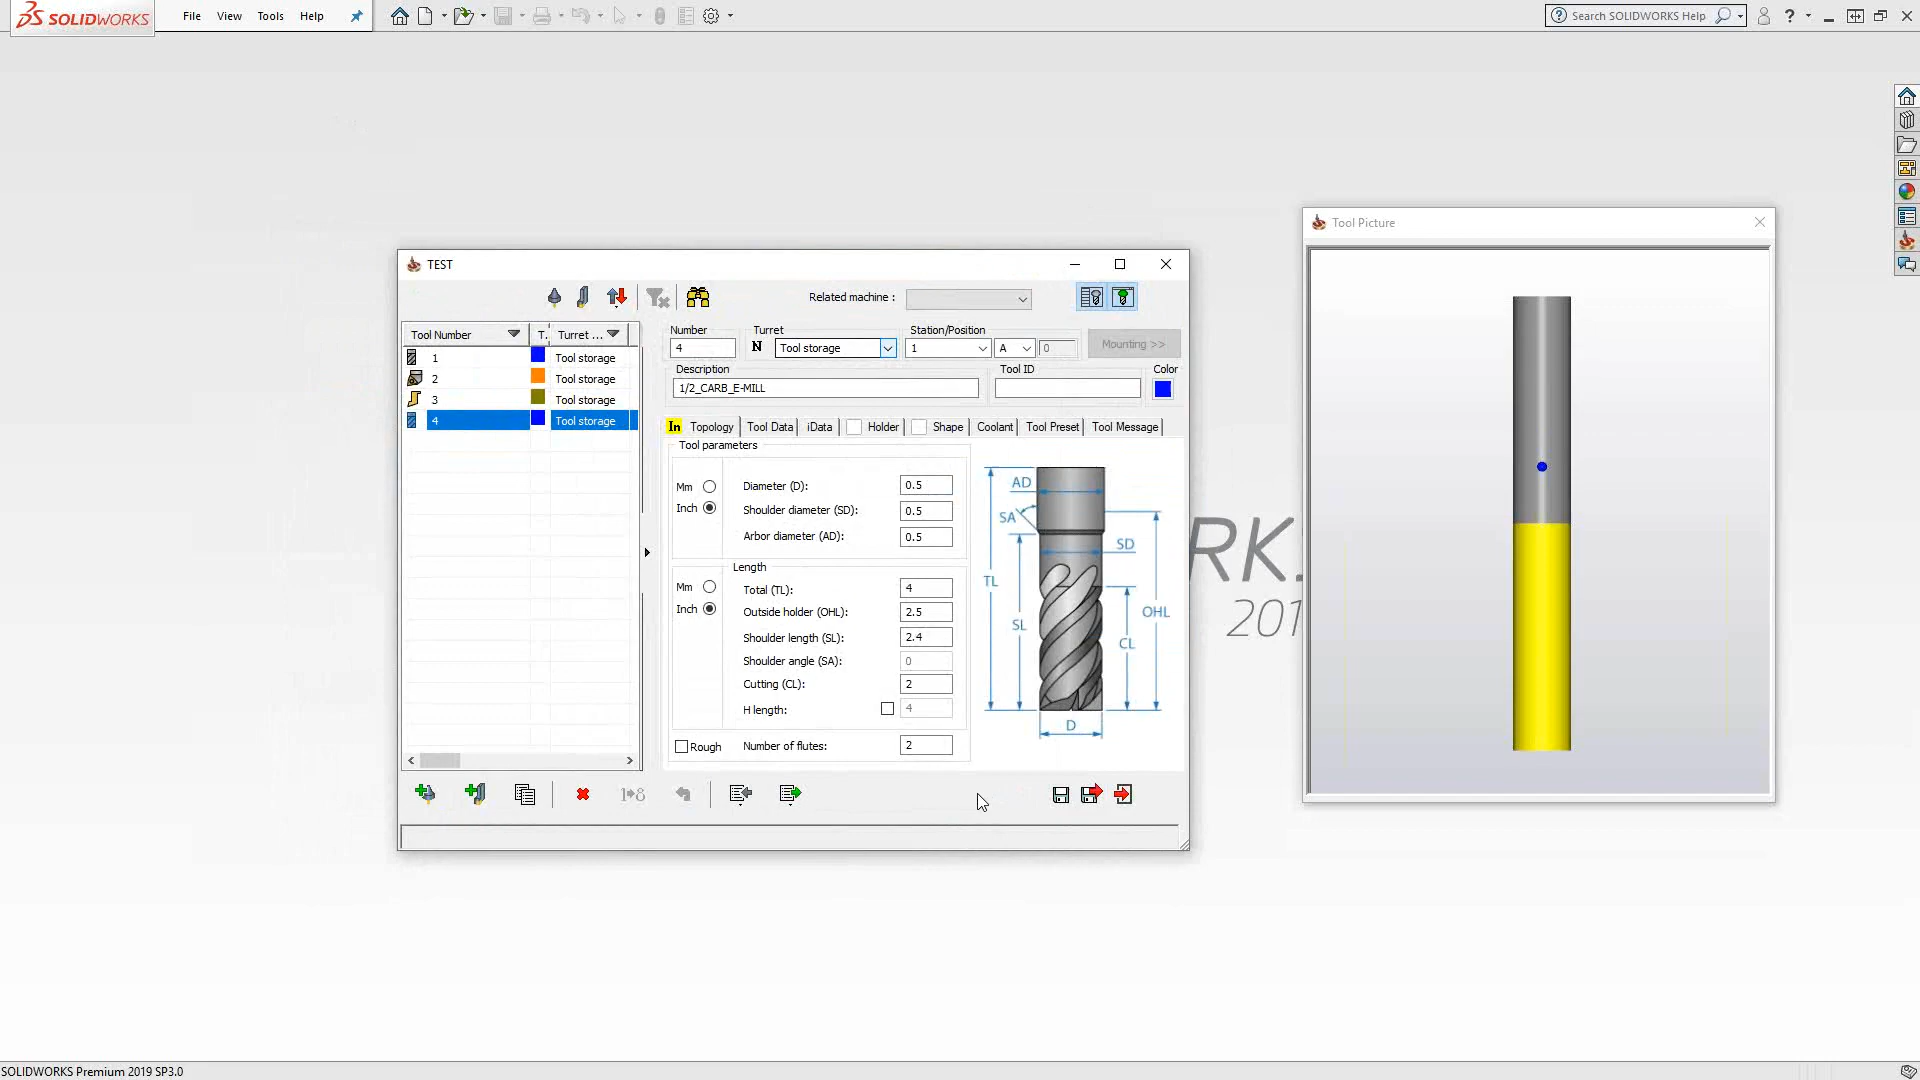 SOLIDWORKS File View Tools Help Search SOLIDWORKS Help ?
Tool Picture
TEST
Related machine :
Tool Number T. Turret ...
1 Tool storage
2 Tool storage
3 Tool storage
4 Tool storage
Number Turret Station/Position
4 N Tool storage 1 A 0 Mounting >>
Description Tool ID Color
1/2_CARB_E-MILL
In Topology Tool Data iData Holder Shape Coolant Tool Preset Tool Message
Tool parameters
Mm Diameter (D): 0.5
Inch Shoulder diameter (SD): 0.5
Arbor diameter (AD): 0.5
Length
Mm Total (TL): 4
Inch Outside holder (OHL): 2.5
Shoulder length (SL): 2.4
Shoulder angle (SA): 0
Cutting (CL): 2
H length: 4
Rough Number of flutes: 2
AD
SA
SD
TL
OHL
SL
CL
D
RKS
201
1 8
SOLIDWORKS Premium 2019 SP3.0